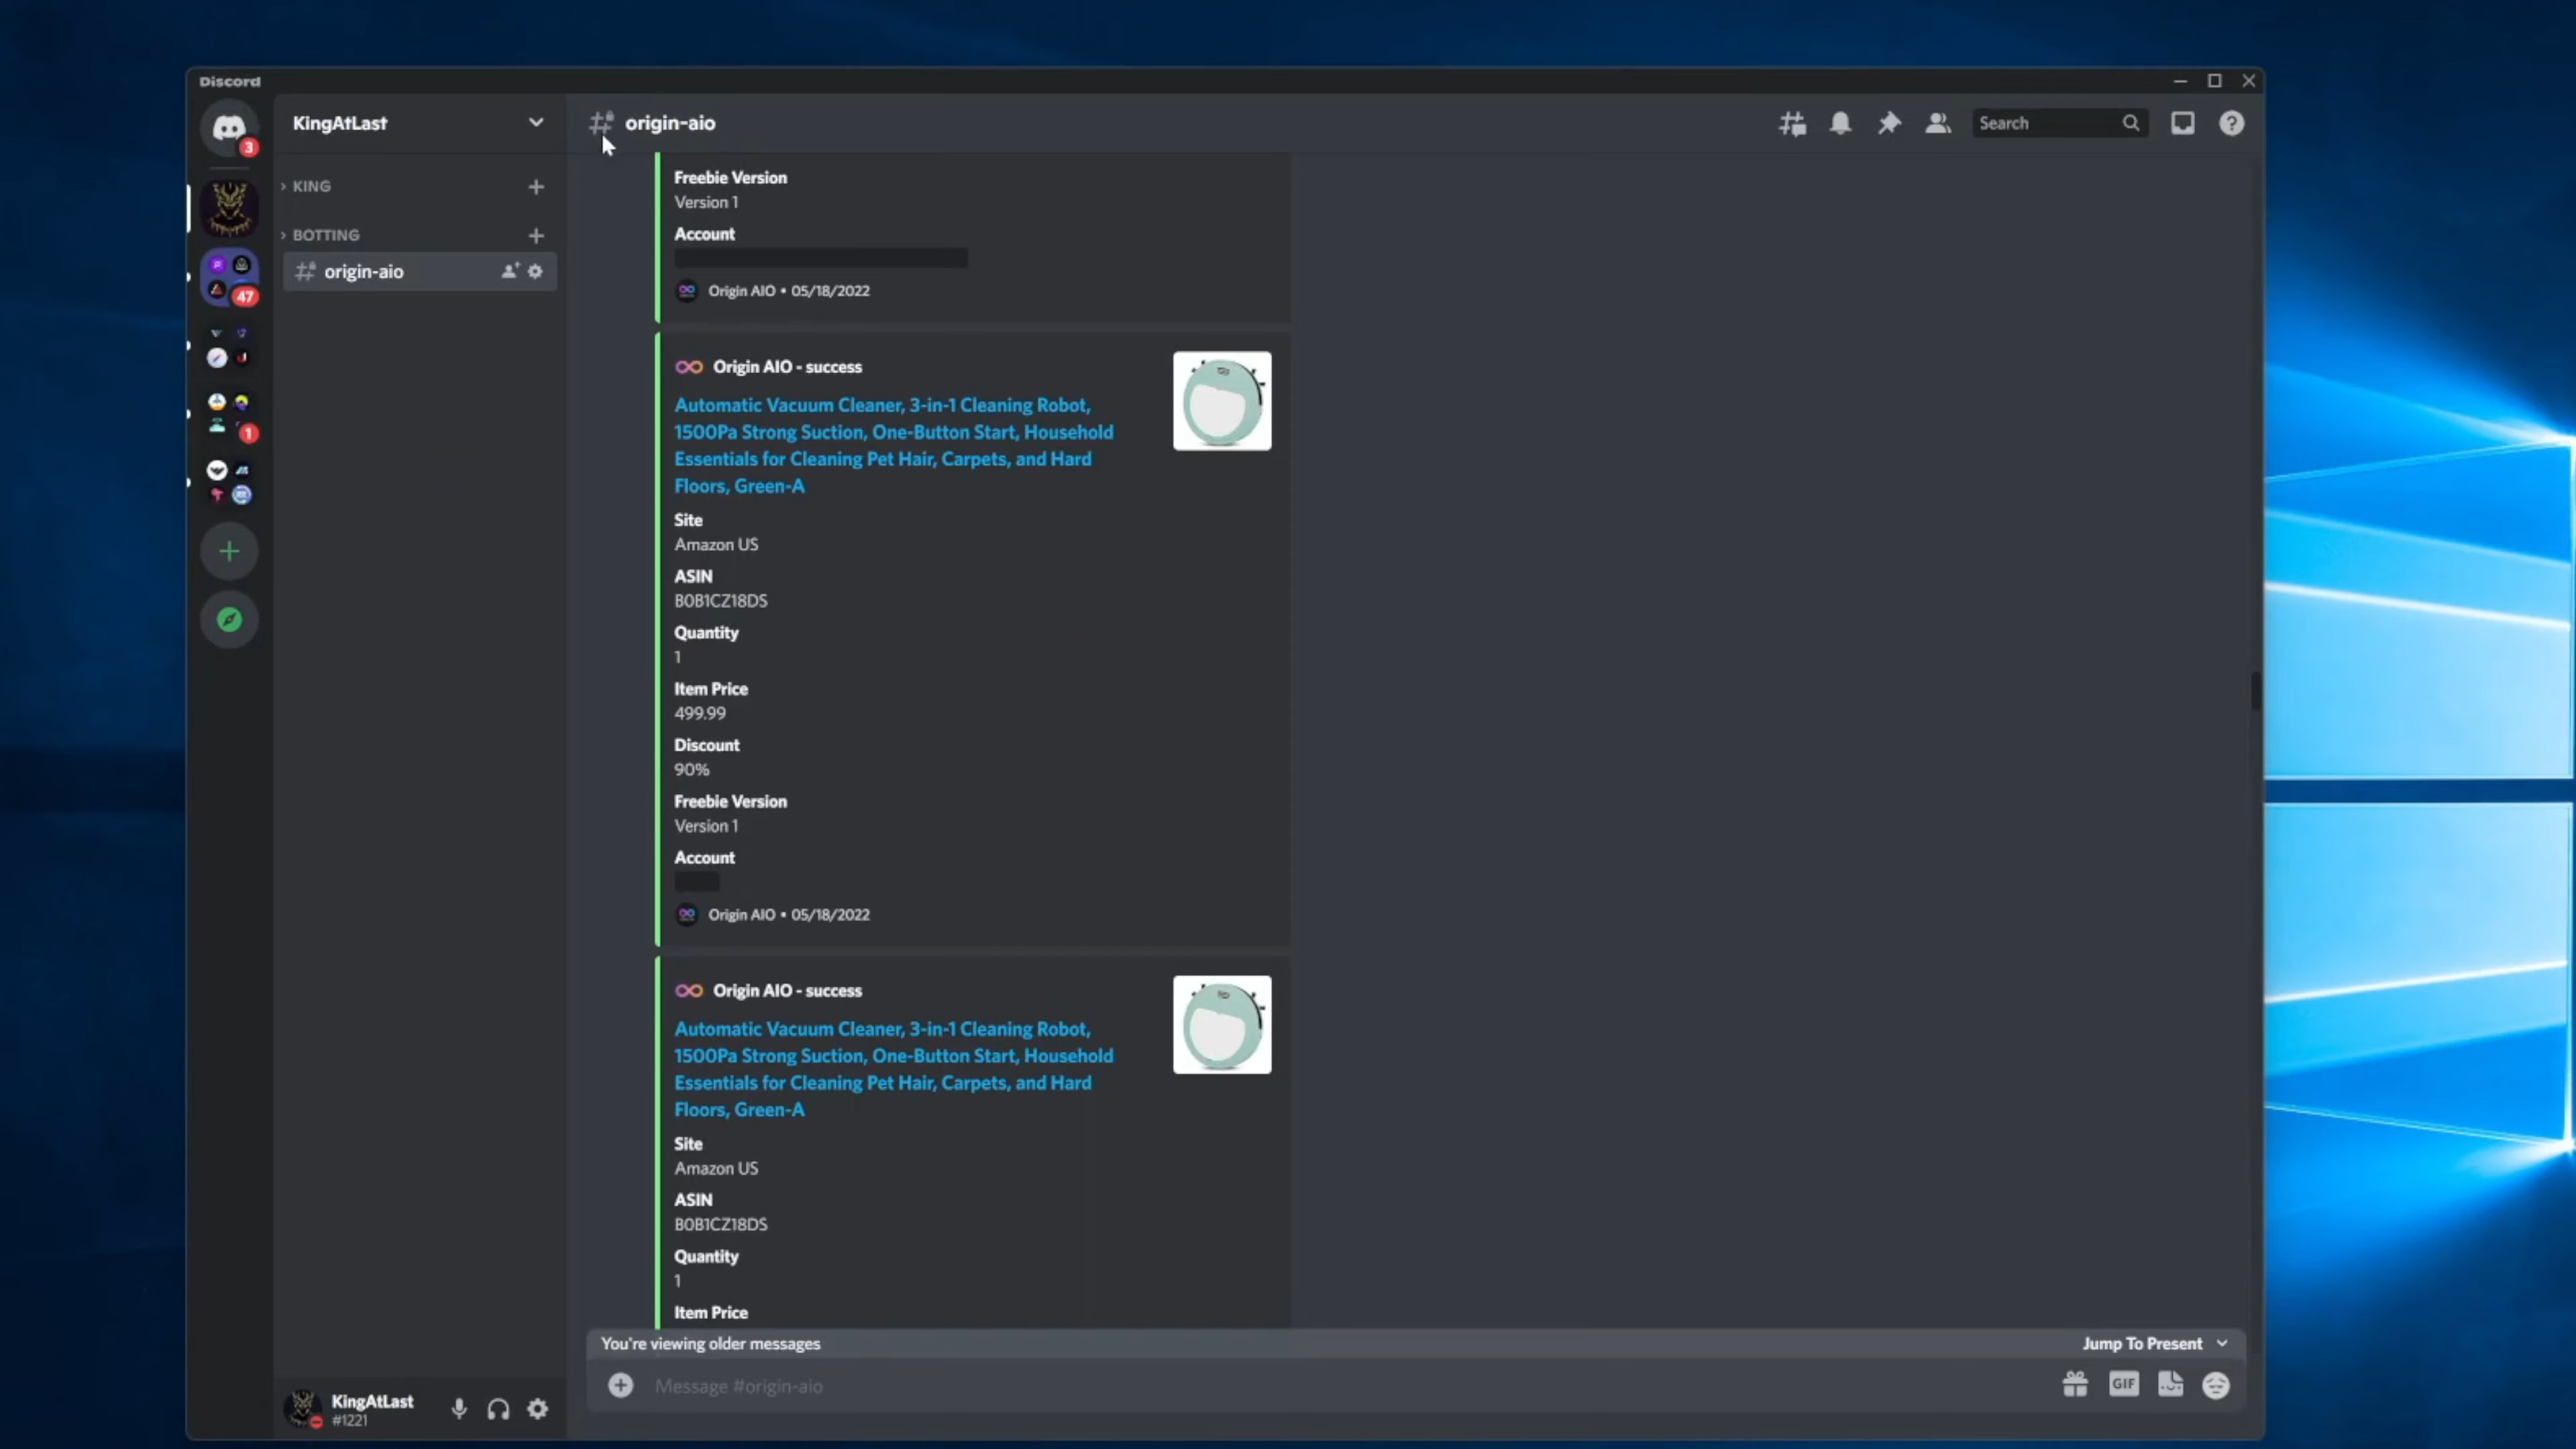 Discord
KingAtLast
origin-aio
Search
3
KING
BOTTING
origin-aio
47
1
Freebie Version
Version 1
Account
Origin AIO • 05/18/2022
Origin AIO - success
Automatic Vacuum Cleaner, 3-in-1 Cleaning Robot,
1500Pa Strong Suction, One-Button Start, Household
Essentials for Cleaning Pet Hair, Carpets, and Hard
Floors, Green-A
Site
Amazon US
ASIN
B0B1CZ18DS
Quantity
1
Item Price
499.99
Discount
90%
Freebie Version
Version 1
Account
Origin AIO • 05/18/2022
Origin AIO - success
Automatic Vacuum Cleaner, 3-in-1 Cleaning Robot,
1500Pa Strong Suction, One-Button Start, Household
Essentials for Cleaning Pet Hair, Carpets, and Hard
Floors, Green-A
Site
Amazon US
ASIN
B0B1CZ18DS
Quantity
1
Item Price
You're viewing older messages
Jump To Present
Message #origin-aio
GIF
KingAtLast
#1221